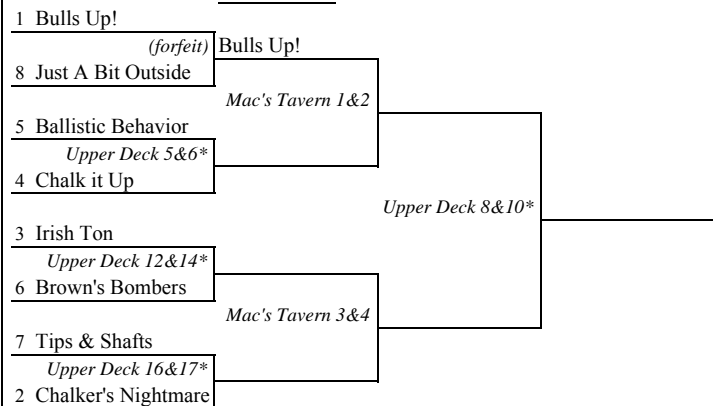 1 Bulls Up!
(forfeit) Bulls Up!
8 Just A Bit Outside
Mac's Tavern 1&2
5 Ballistic Behavior
Upper Deck 5&6*
4 Chalk it Up
Upper Deck 8&10*
3 Irish Ton
Upper Deck 12&14*
6 Brown's Bombers
Mac's Tavern 3&4
7 Tips & Shafts
Upper Deck 16&17*
2 Chalker's Nightmare